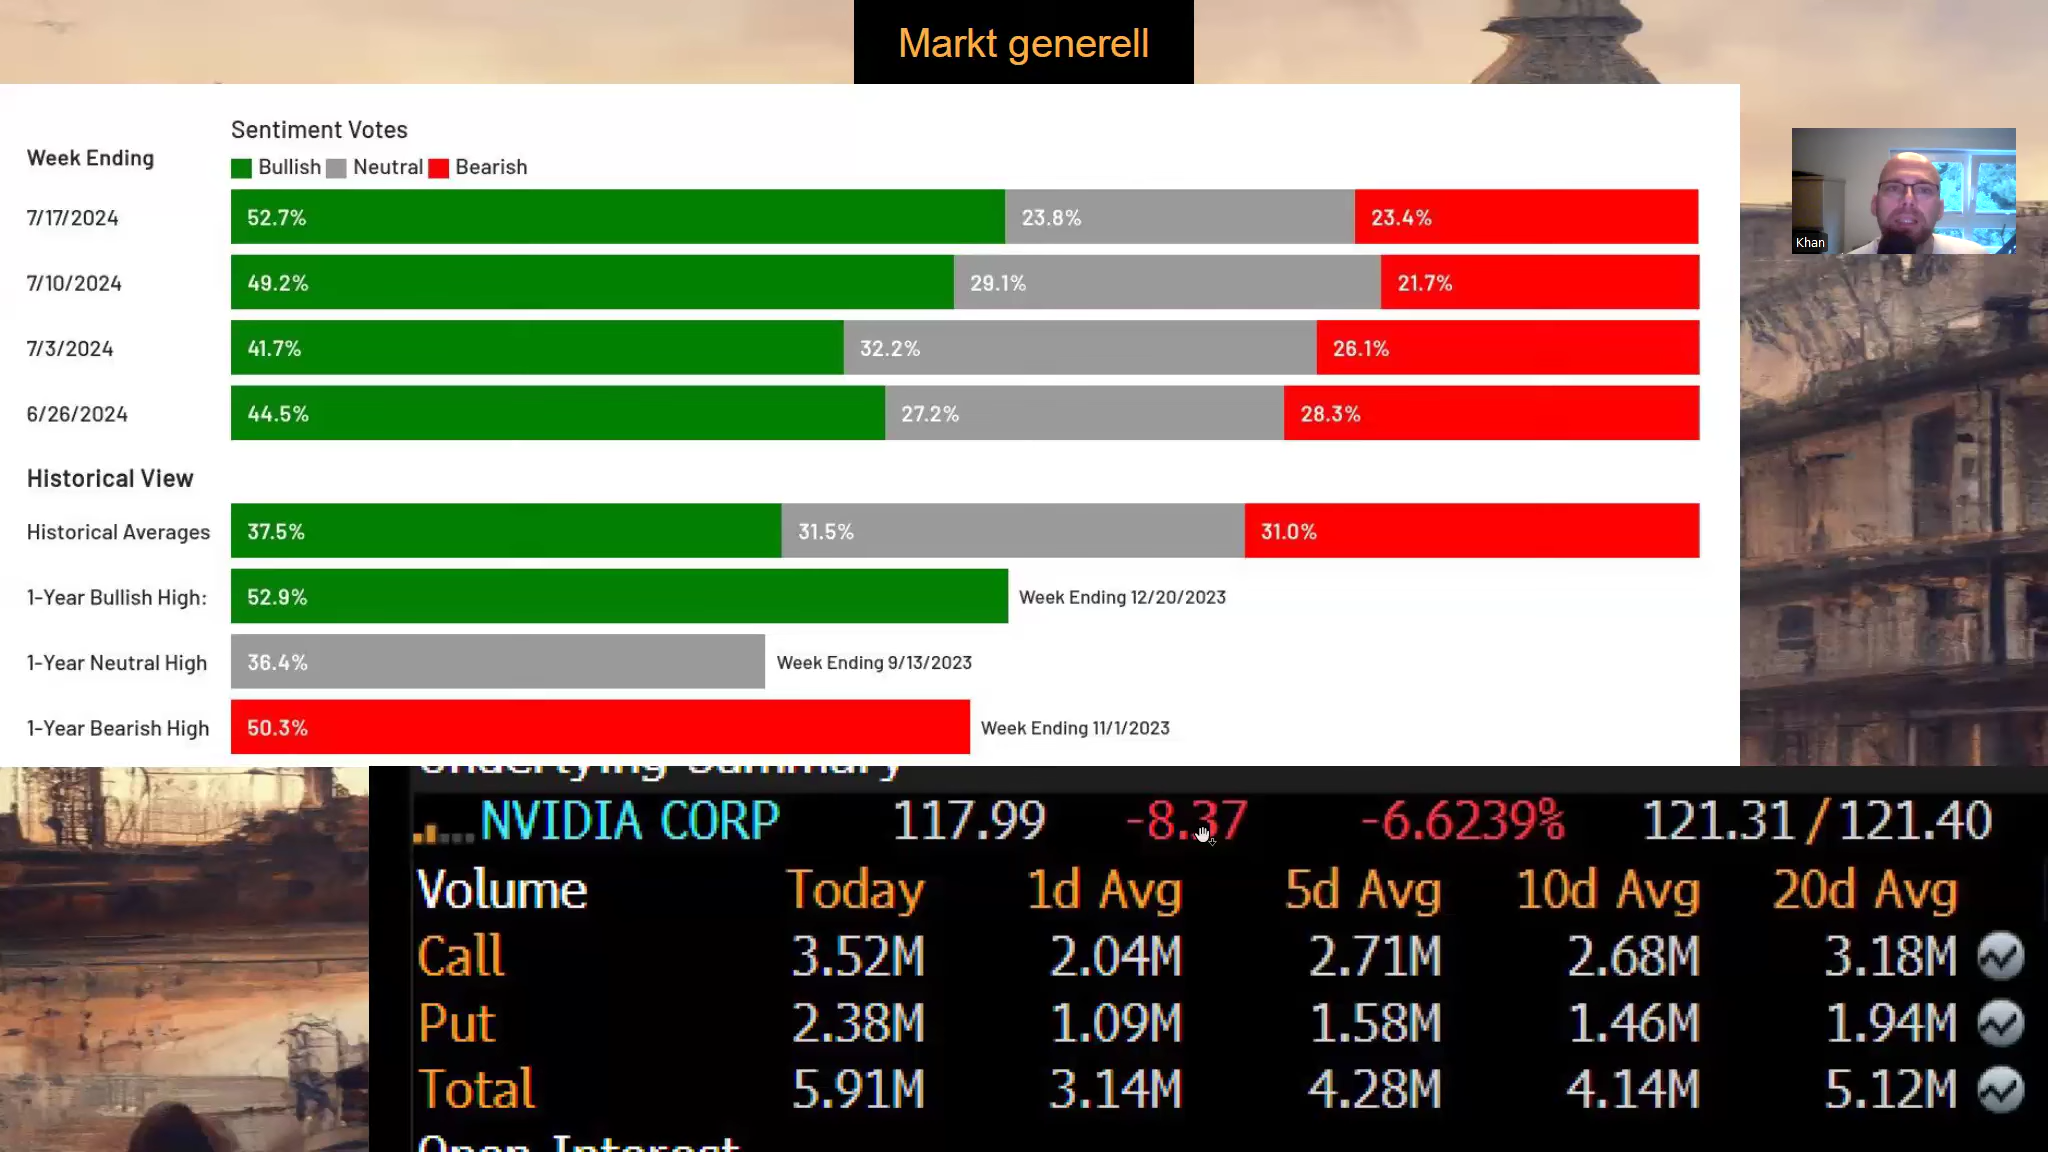 Markt generell
Sentiment Votes
Week Ending
Bullish Neutral Bearish
7/17/2024 52.7% 23.8% 23.4%
7/10/2024 49.2% 29.1% 21.7%
7/3/2024 41.7% 32.2% 26.1%
6/26/2024 44.5% 27.2% 28.3%
Historical View
Historical Averages 37.5% 31.5% 31.0%
1-Year Bullish High: 52.9% Week Ending 12/20/2023
1-Year Neutral High 36.4% Week Ending 9/13/2023
1-Year Bearish High 50.3% Week Ending 11/1/2023
Khan
Underlying Summary
NVIDIA CORP 117.99 -8.37 -6.6239% 121.31/121.40
Volume Today 1d Avg 5d Avg 10d Avg 20d Avg
Call 3.52M 2.04M 2.71M 2.68M 3.18M
Put 2.38M 1.09M 1.58M 1.46M 1.94M
Total 5.91M 3.14M 4.28M 4.14M 5.12M
Open Interest